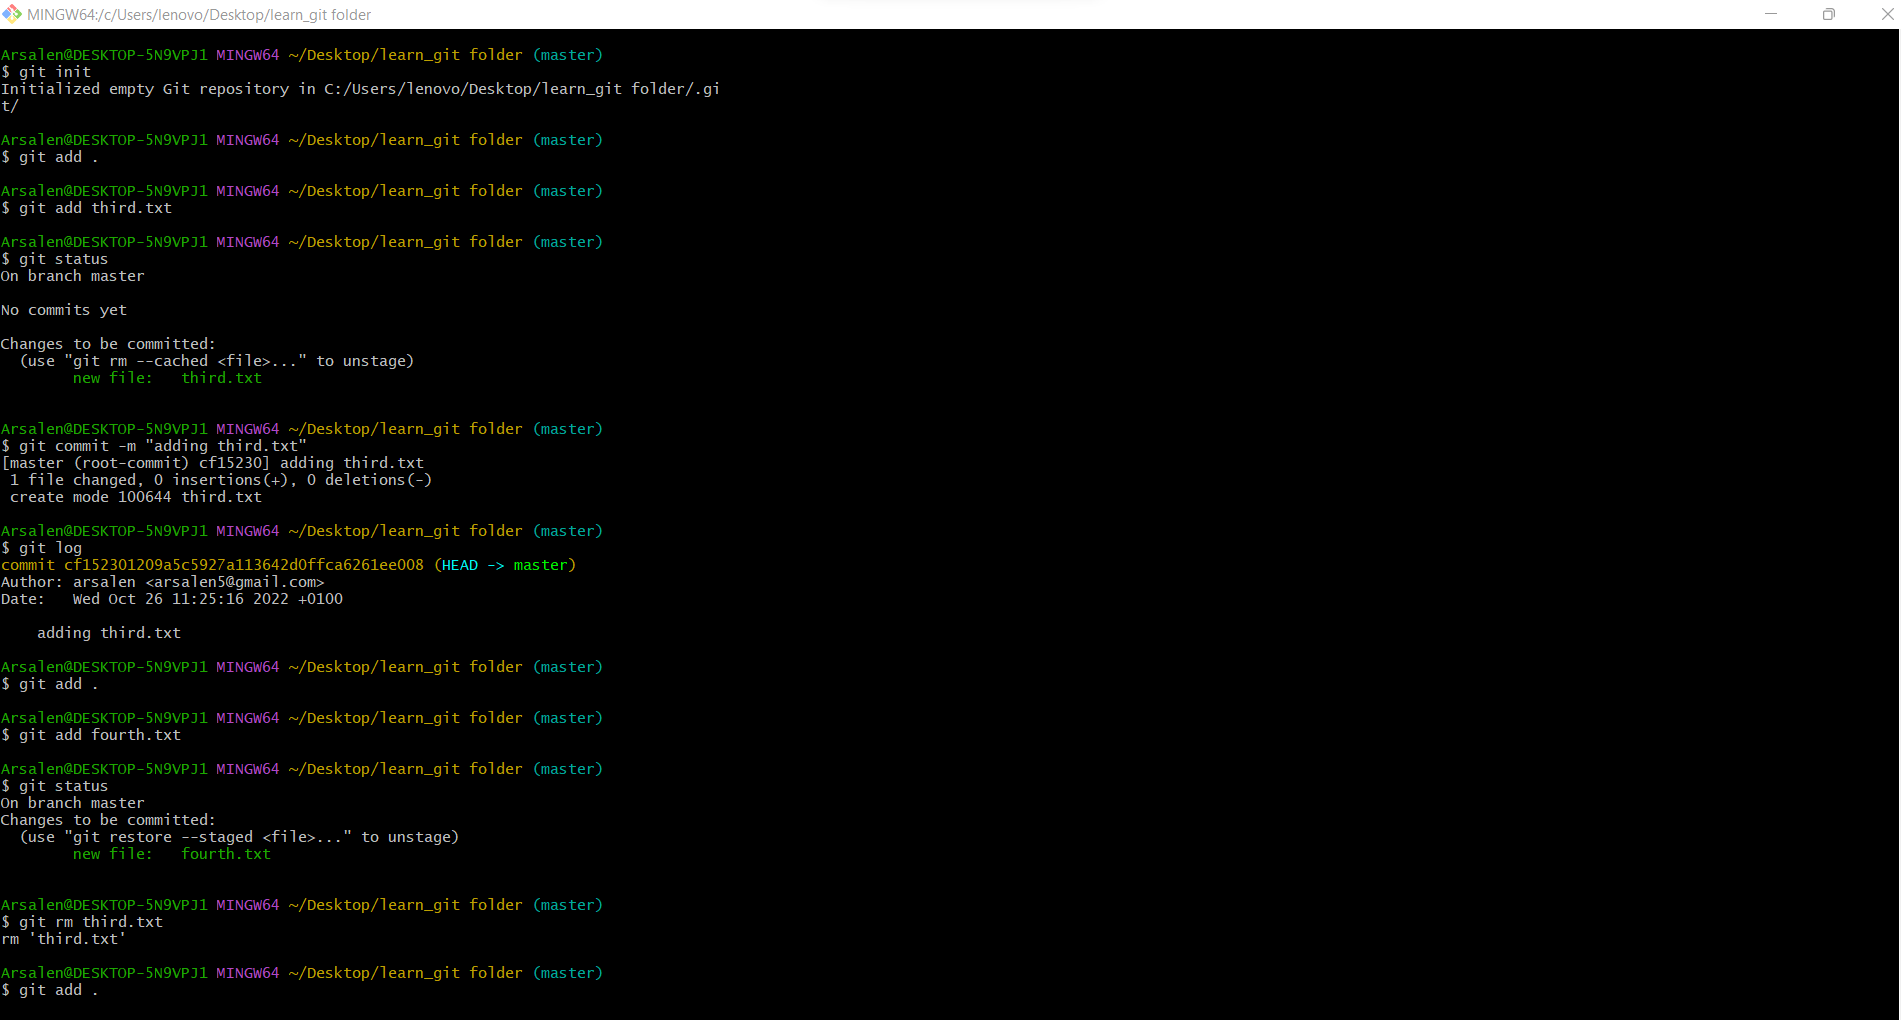 MINGW64:/c/Users/lenovo/Desktop/learn_git folder
Arsalen@DESKTOP-5N9VPJ1 MINGW64 ~/Desktop/learn_git folder (master)
$ git init
Initialized empty Git repository in C:/Users/lenovo/Desktop/learn_git folder/.gi
t/
Arsalen@DESKTOP-5N9VPJ1 MINGW64 ~/Desktop/learn_git folder (master)
$ git add .
Arsalen@DESKTOP-5N9VPJ1 MINGW64 ~/Desktop/learn_git folder (master)
$ git add third.txt
Arsalen@DESKTOP-5N9VPJ1 MINGW64 ~/Desktop/learn_git folder (master)
$ git status
On branch master
No commits yet
Changes to be committed:
  (use "git rm --cached <file>..." to unstage)
        new file:   third.txt
Arsalen@DESKTOP-5N9VPJ1 MINGW64 ~/Desktop/learn_git folder (master)
$ git commit -m "adding third.txt"
[master (root-commit) cf15230] adding third.txt
 1 file changed, 0 insertions(+), 0 deletions(-)
 create mode 100644 third.txt
Arsalen@DESKTOP-5N9VPJ1 MINGW64 ~/Desktop/learn_git folder (master)
$ git log
commit cf152301209a5c5927a113642d0ffca6261ee008 (HEAD -> master)
Author: arsalen <arsalen5@gmail.com>
Date:   Wed Oct 26 11:25:16 2022 +0100
    adding third.txt
Arsalen@DESKTOP-5N9VPJ1 MINGW64 ~/Desktop/learn_git folder (master)
$ git add .
Arsalen@DESKTOP-5N9VPJ1 MINGW64 ~/Desktop/learn_git folder (master)
$ git add fourth.txt
Arsalen@DESKTOP-5N9VPJ1 MINGW64 ~/Desktop/learn_git folder (master)
$ git status
On branch master
Changes to be committed:
  (use "git restore --staged <file>..." to unstage)
        new file:   fourth.txt
Arsalen@DESKTOP-5N9VPJ1 MINGW64 ~/Desktop/learn_git folder (master)
$ git rm third.txt
rm 'third.txt'
Arsalen@DESKTOP-5N9VPJ1 MINGW64 ~/Desktop/learn_git folder (master)
$ git add .